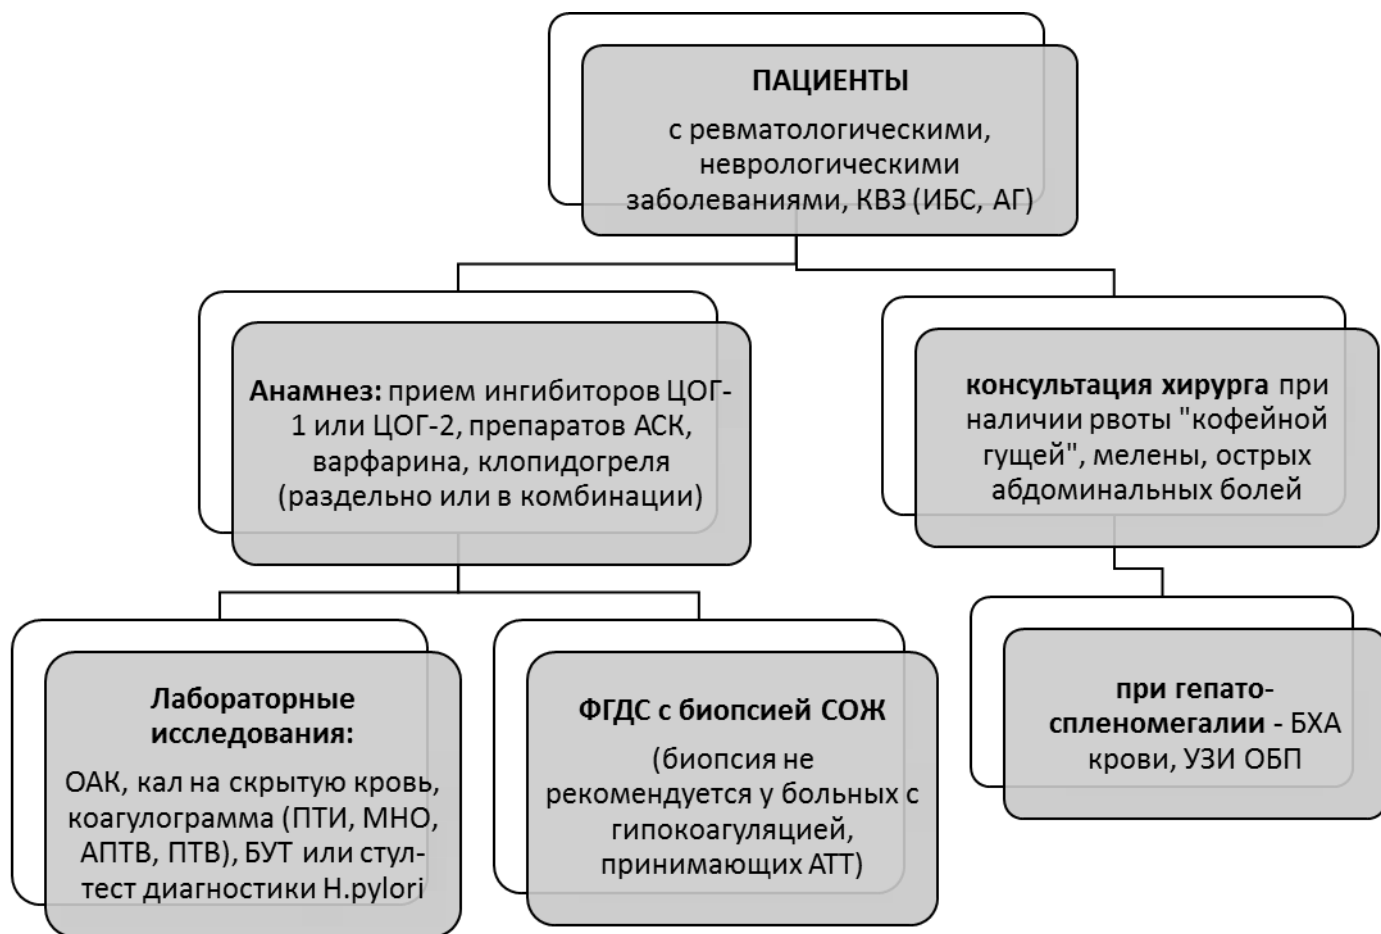 ПАЦИЕНТЫ
с ревматологическими,
неврологическими
заболеваниями, КВЗ (ИБС, АГ)
Анамнез: прием ингибиторов ЦОГ-
1 или ЦОГ-2, препаратов АСК,
варфарина, клопидогреля
(раздельно или в комбинации)
консультация хирурга при
наличии рвоты "кофейной
гущей", мелены, острых
абдоминальных болей
Лабораторные
исследования:
ОАК, кал на скрытую кровь,
коагулограмма (ПТИ, МНО,
АПТВ, ПТВ), БУТ или стул-
тест диагностики H.pylori
ФГДС с биопсией СОЖ
(биопсия не
рекомендуется у больных с
гипокоагуляцией,
принимающих АТТ)
при гепато-
спленомегалии - БХА
крови, УЗИ ОБП